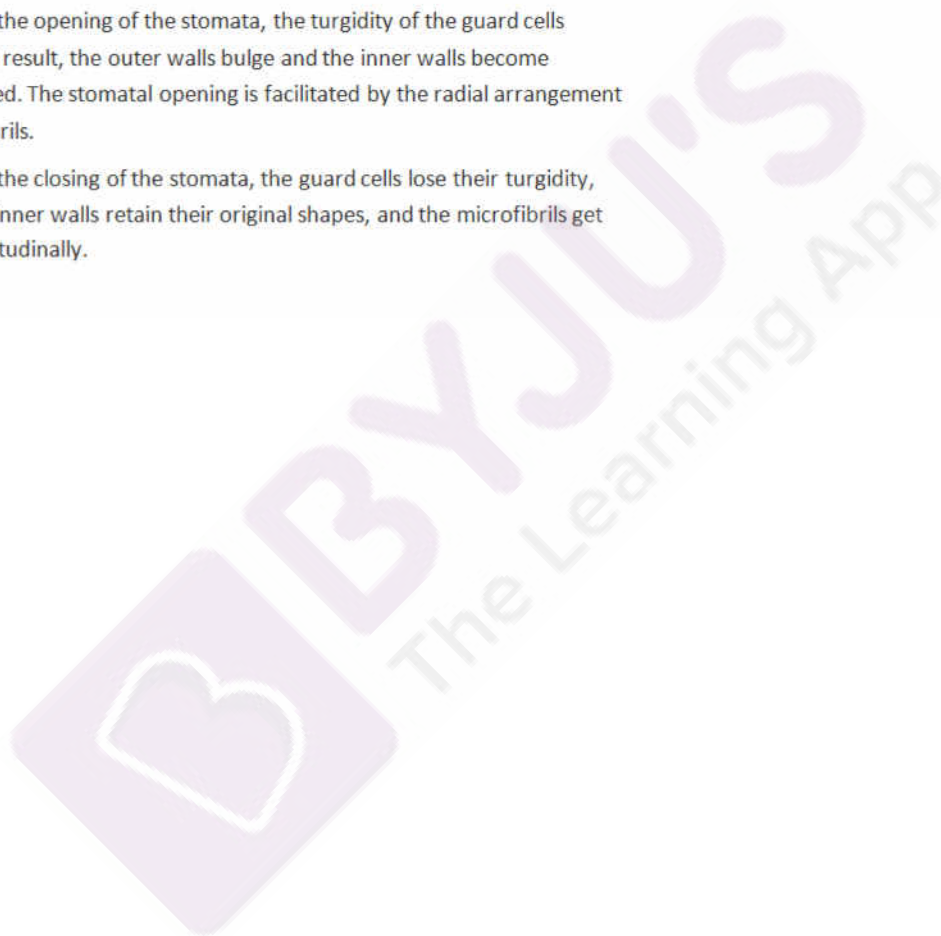 the opening of the stomata, the turgidity of the guard cells
result, the outer walls bulge and the inner walls become
ed. The stomatal opening is facilitated by the radial arrangement
rils.
the closing of the stomata, the guard cells lose their turgidity,
nner walls retain their original shapes, and the microfibrils get
tudinally.
BYJU'S
The Learning App